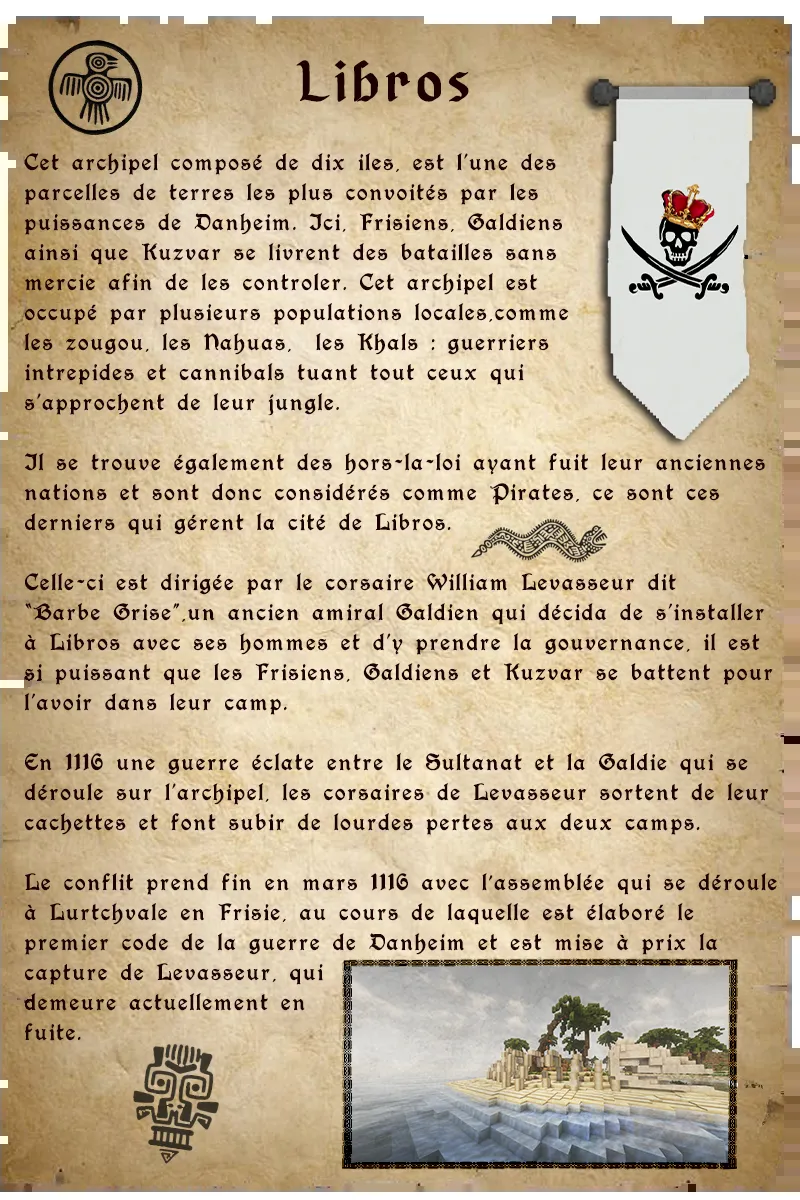 Libros
Cet archipel composé de dix iles, est l'une des
parcelles de terres les plus convoités par les
puissances de Danheim. Ici, Frisiens, Galdiens
ainsi que Kuzvar se livrent des batailles sans
mercie afin de les controler. Cet archipel est
occupé par plusieurs populations locales,comme
les zougou, les Nahuas,  les Khals : guerriers
intrepides et cannibals tuant tout ceux qui
s'approchent de leur jungle.
Il se trouve également des hors-la-loi ayant fuit leur anciennes
nations et sont donc considérés comme Pirates, ce sont ces
derniers qui gérent la cité de Libros.
Celle-ci est dirigée par le corsaire William Levasseur dit
"Barbe Grise",un ancien amiral Galdien qui décida de s'installer
à Libros avec ses hommes et d'y prendre la gouvernance, il est
si puissant que les Frisiens, Galdiens et Kuzvar se battent pour
l'avoir dans leur camp.
En 1116 une guerre éclate entre le Sultanat et la Galdie qui se
déroule sur l'archipel, les corsaires de Levasseur sortent de leur
cachettes et font subir de lourdes pertes aux deux camps.
Le conflit prend fin en mars 1116 avec l'assemblée qui se déroule
à Lurtchvale en Frisie, au cours de laquelle est élaboré le
premier code de la guerre de Danheim et est mise à prix la
capture de Levasseur, qui
demeure actuellement en
fuite.